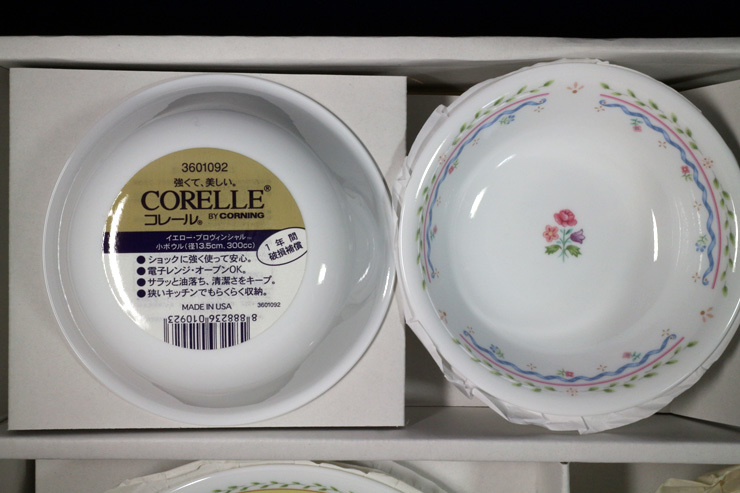 3601092
強くて、美しい。
CORELLE®
コレール® BY CORNING
イエロー・プロヴィンシャル
小ボウル(径13.5cm, 300cc)
1年間
破損補償
●ショックに強く使って安心。
●電子レンジ・オーブンOK。
●サラッと油落ち、清潔さをキープ。
●狭いキッチンでもらくらく収納。
MADE IN USA
3601092
8 888236 010923